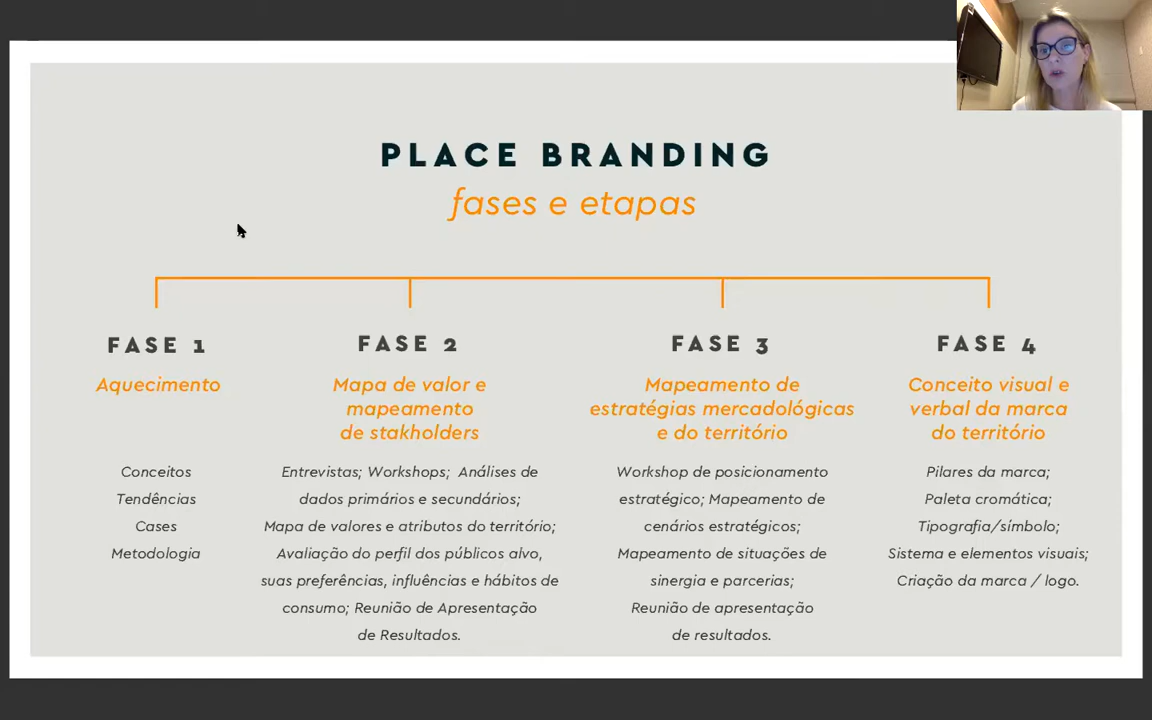 PLACE BRANDING
fases e etapas
FASE 1
Aquecimento
Conceitos
Tendências
Cases
Metodologia
FASE 2
Mapa de valor e
mapeamento
de stakholders
Entrevistas; Workshops; Análises de
dados primários e secundários;
Mapa de valores e atributos do território;
Avaliação do perfil dos públicos alvo,
suas preferências, influências e hábitos de
consumo; Reunião de Apresentação
de Resultados.
FASE 3
Mapeamento de
estratégias mercadológicas
e do território
Workshop de posicionamento
estratégico; Mapeamento de
cenários estratégicos;
Mapeamento de situações de
sinergia e parcerias;
Reunião de apresentação
de resultados.
FASE 4
Conceito visual e
verbal da marca
do território
Pilares da marca;
Paleta cromática;
Tipografia/símbolo;
Sistema e elementos visuais;
Criação da marca / logo.